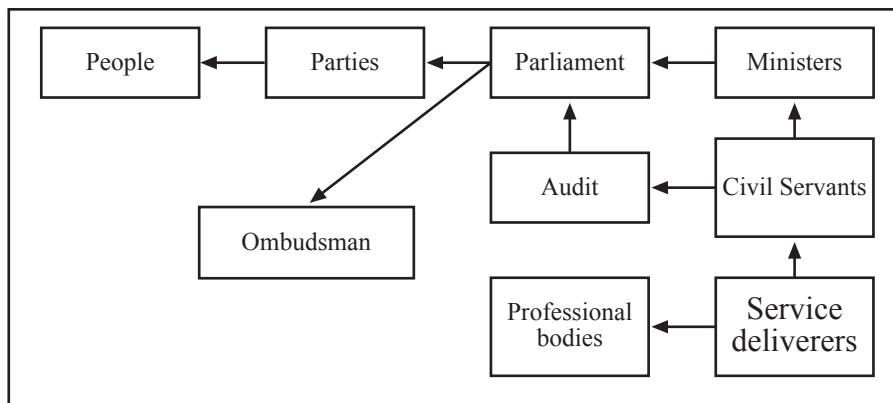 People
Parties
Parliament
Ministers
Audit
Civil Servants
Ombudsman
Professional
bodies
Service
deliverers